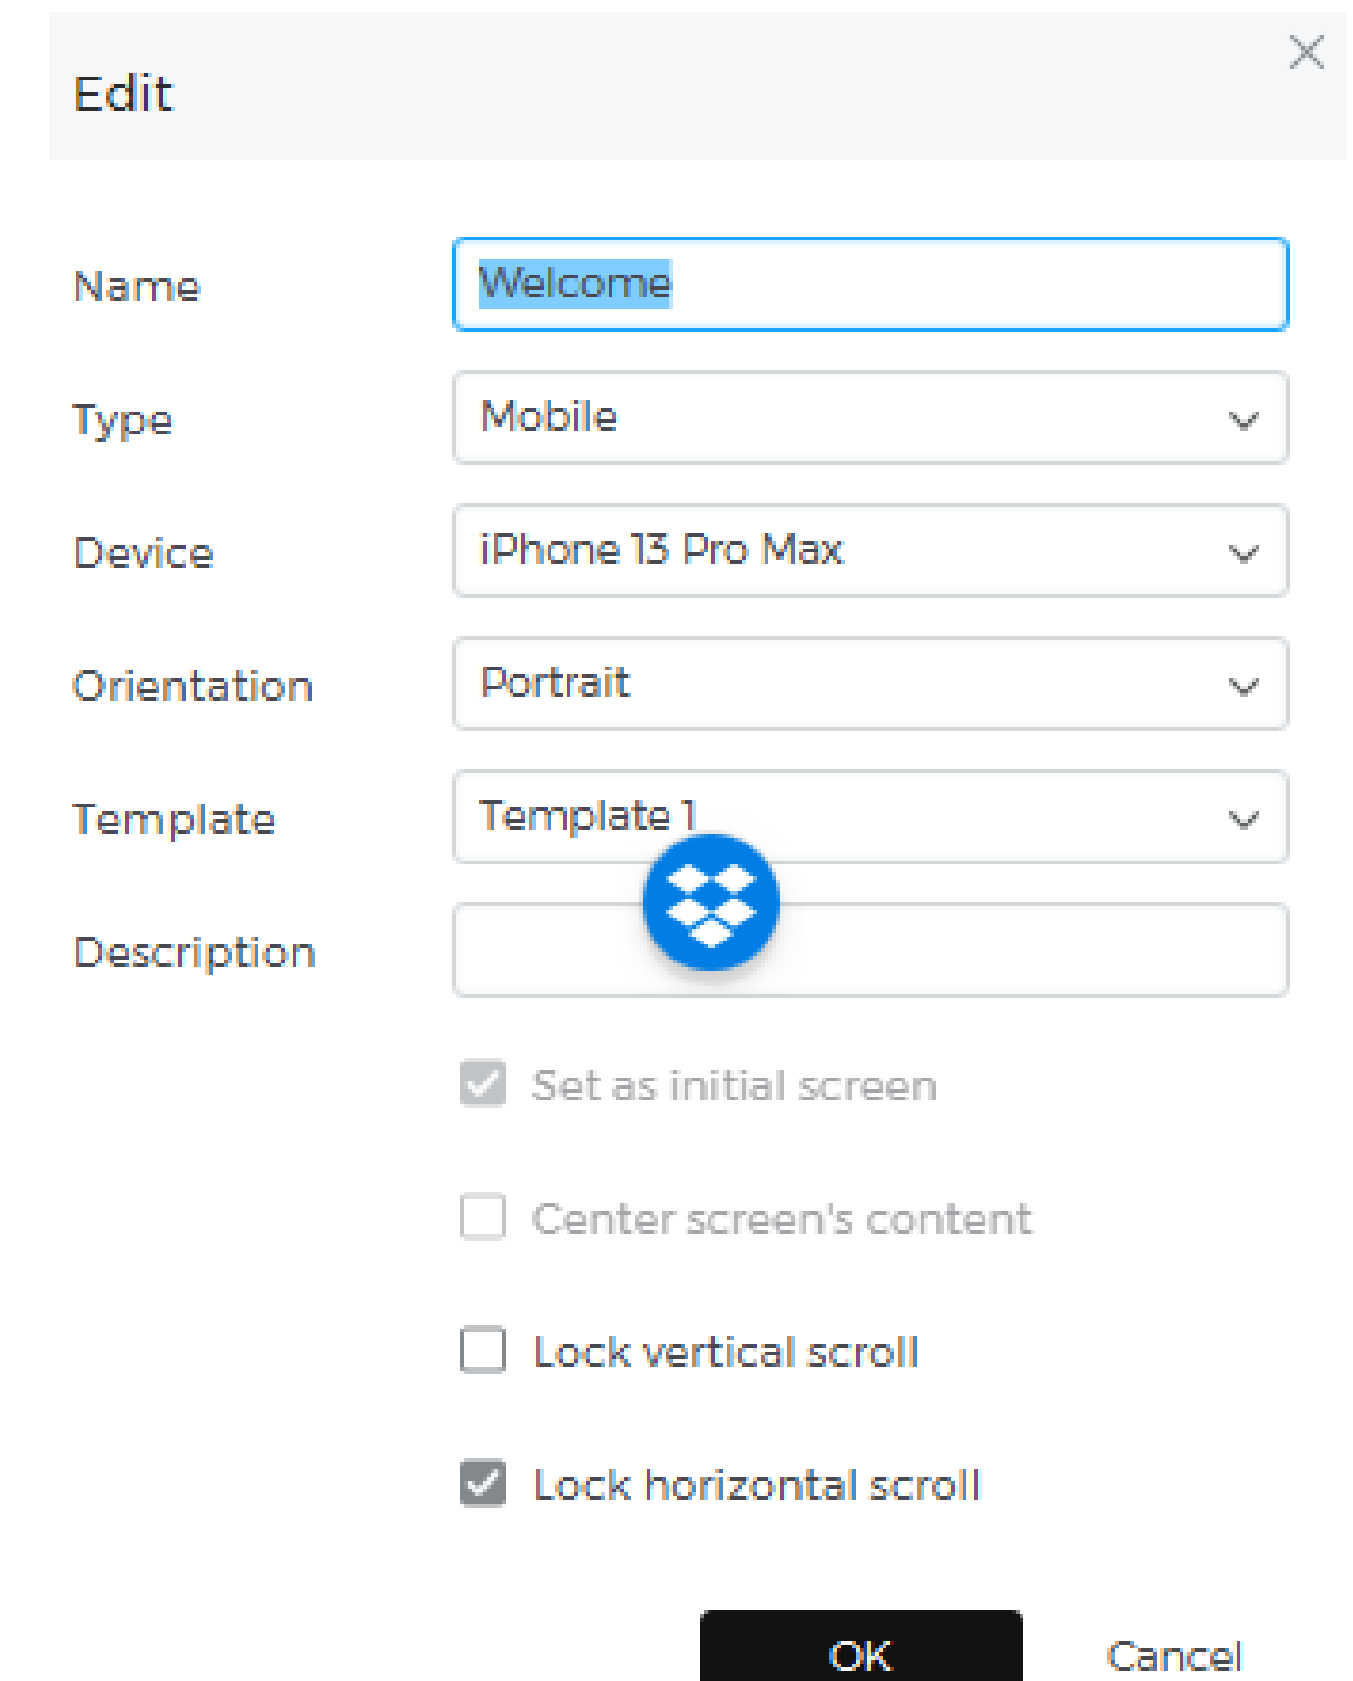 Edit
Name
Welcome
Type
Mobile
Device
iPhone 13 Pro Max
Orientation
Portrait
Template
Template 1
Description
Set as initial screen
Center screen's content
Lock vertical scroll
Lock horizontal scroll
OK
Cancel